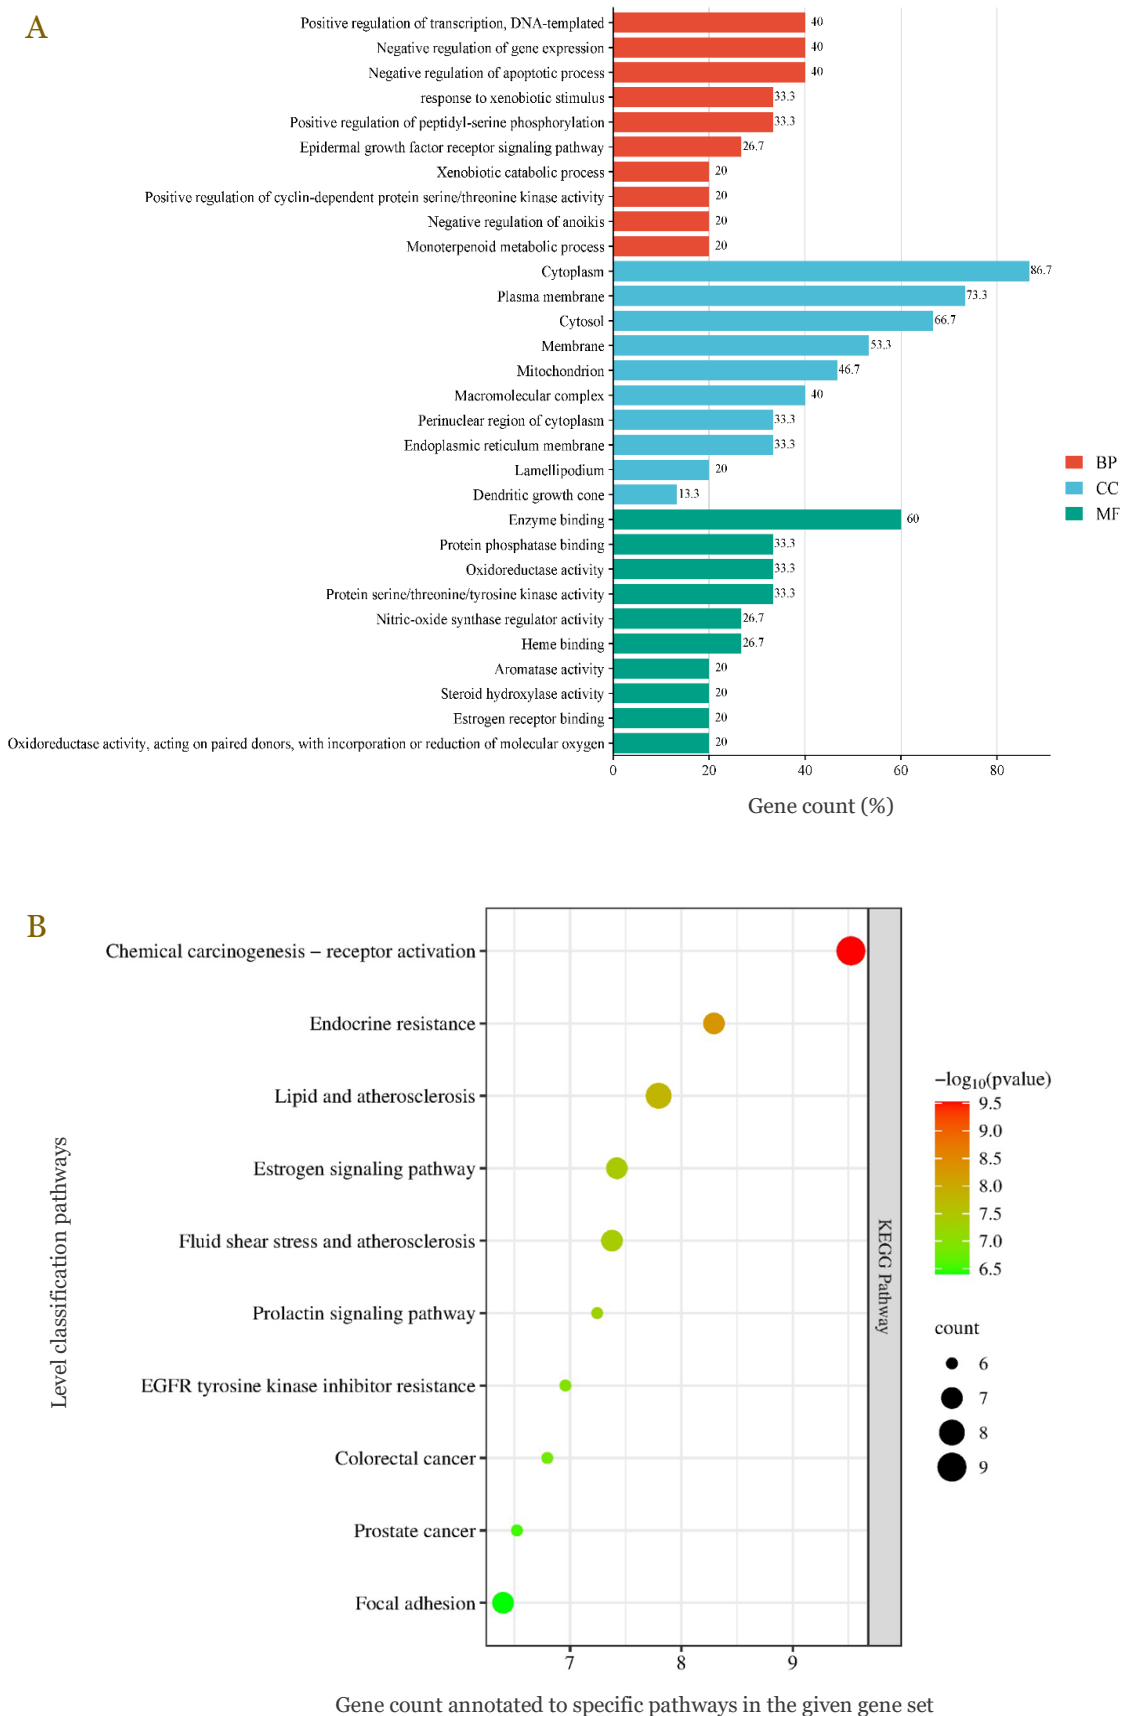 A
Positive regulation of transcription, DNA-templated 40
Negative regulation of gene expression 40
Negative regulation of apoptotic process 40
response to xenobiotic stimulus 33.3
Positive regulation of peptidyl-serine phosphorylation 33.3
Epidermal growth factor receptor signaling pathway 26.7
Xenobiotic catabolic process 20
Positive regulation of cyclin-dependent protein serine/threonine kinase activity 20
Negative regulation of anoikis 20
Monoterpenoid metabolic process 20
Cytoplasm 86.7
Plasma membrane 73.3
Cytosol 66.7
Membrane 53.3
Mitochondrion 46.7
Macromolecular complex 40
Perinuclear region of cytoplasm 33.3
Endoplasmic reticulum membrane 33.3
Lamellipodium 20
Dendritic growth cone 13.3
Enzyme binding 60
Protein phosphatase binding 33.3
Oxidoreductase activity 33.3
Protein serine/threonine/tyrosine kinase activity 33.3
Nitric-oxide synthase regulator activity 26.7
Heme binding 26.7
Aromatase activity 20
Steroid hydroxylase activity 20
Estrogen receptor binding 20
Oxidoreductase activity, acting on paired donors, with incorporation or reduction of molecular oxygen 20
0 20 40 60 80
Gene count (%)
BP
CC
MF
B
Level classification pathways
Chemical carcinogenesis – receptor activation
Endocrine resistance
Lipid and atherosclerosis
Estrogen signaling pathway
Fluid shear stress and atherosclerosis
Prolactin signaling pathway
EGFR tyrosine kinase inhibitor resistance
Colorectal cancer
Prostate cancer
Focal adhesion
7 8 9
Gene count annotated to specific pathways in the given gene set
KEGG Pathway
−log₁₀(pvalue)
9.5
9.0
8.5
8.0
7.5
7.0
6.5
count
6
7
8
9